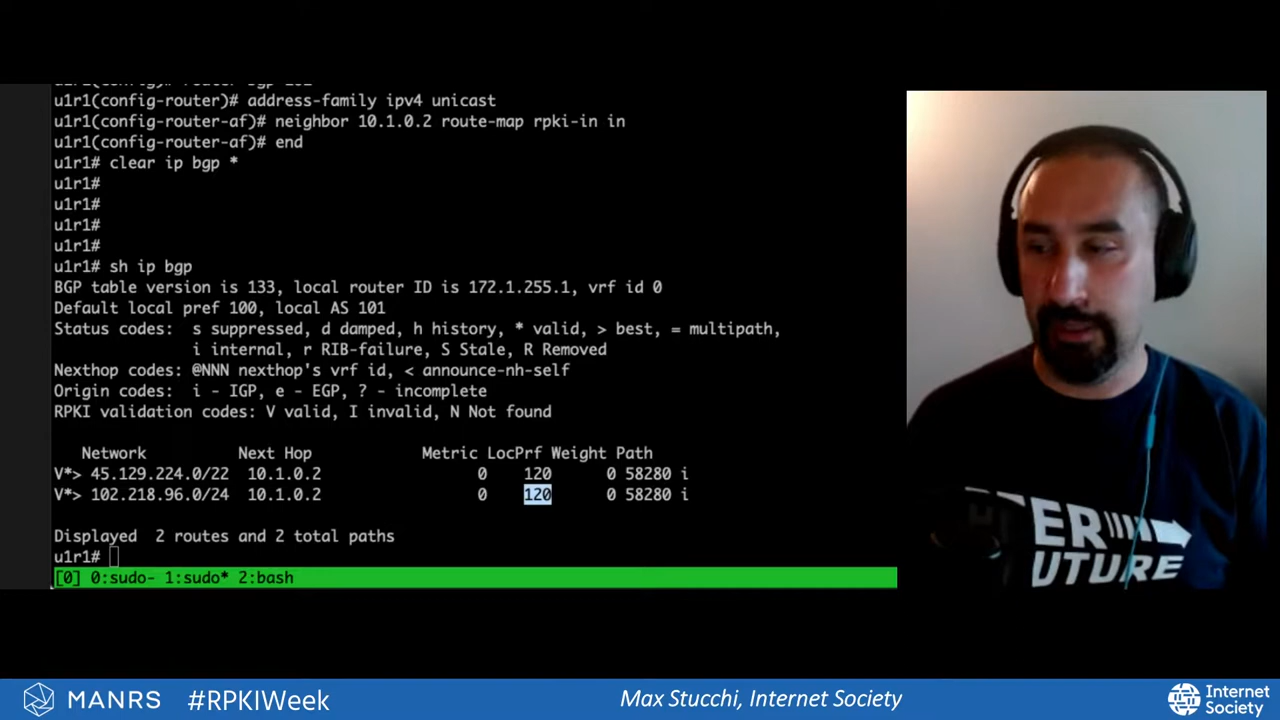 u1r1(config-router)# address-family ipv4 unicast
u1r1(config-router-af)# neighbor 10.1.0.2 route-map rpki-in in
u1r1(config-router-af)# end
u1r1# clear ip bgp *
u1r1#
u1r1#
u1r1#
u1r1#
u1r1# sh ip bgp
BGP table version is 133, local router ID is 172.1.255.1, vrf id 0
Default local pref 100, local AS 101
Status codes:  s suppressed, d damped, h history, * valid, > best, = multipath,
               i internal, r RIB-failure, S Stale, R Removed
Nexthop codes: @NNN nexthop's vrf id, < announce-nh-self
Origin codes: i - IGP, e - EGP, ? - incomplete
RPKI validation codes: V valid, I invalid, N Not found
   Network          Next Hop            Metric LocPrf Weight Path
V*> 45.129.224.0/22  10.1.0.2                 0    120      0 58280 i
V*> 102.218.96.0/24  10.1.0.2                 0    120      0 58280 i
Displayed  2 routes and 2 total paths
u1r1#
[0] 0:sudo- 1:sudo* 2:bash
ER
UTURE
MANRS #RPKIWeek
Max Stucchi, Internet Society
Internet
Society